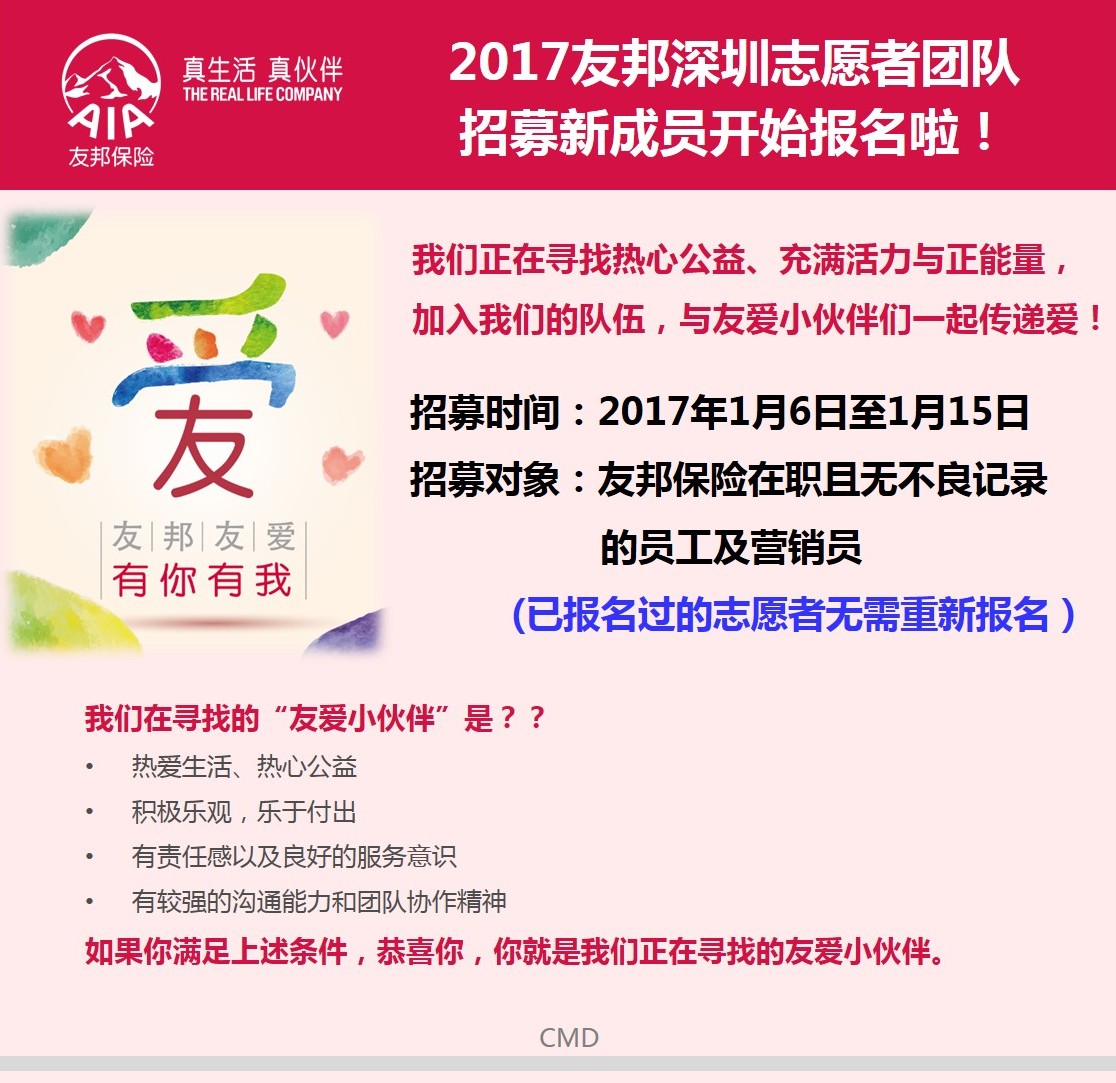 真生活 真伙伴
THE REAL LIFE COMPANY
AIA
友邦保险
2017友邦深圳志愿者团队
招募新成员开始报名啦！
我们正在寻找热心公益、充满活力与正能量，
加入我们的队伍，与友爱小伙伴们一起传递爱！
爱
友
友邦友爱
有你有我
招募时间：2017年1月6日至1月15日
招募对象：友邦保险在职且无不良记录
的员工及营销员
(已报名过的志愿者无需重新报名）
我们在寻找的“友爱小伙伴”是？？
• 热爱生活、热心公益
• 积极乐观，乐于付出
• 有责任感以及良好的服务意识
• 有较强的沟通能力和团队协作精神
如果你满足上述条件，恭喜你，你就是我们正在寻找的友爱小伙伴。
CMD